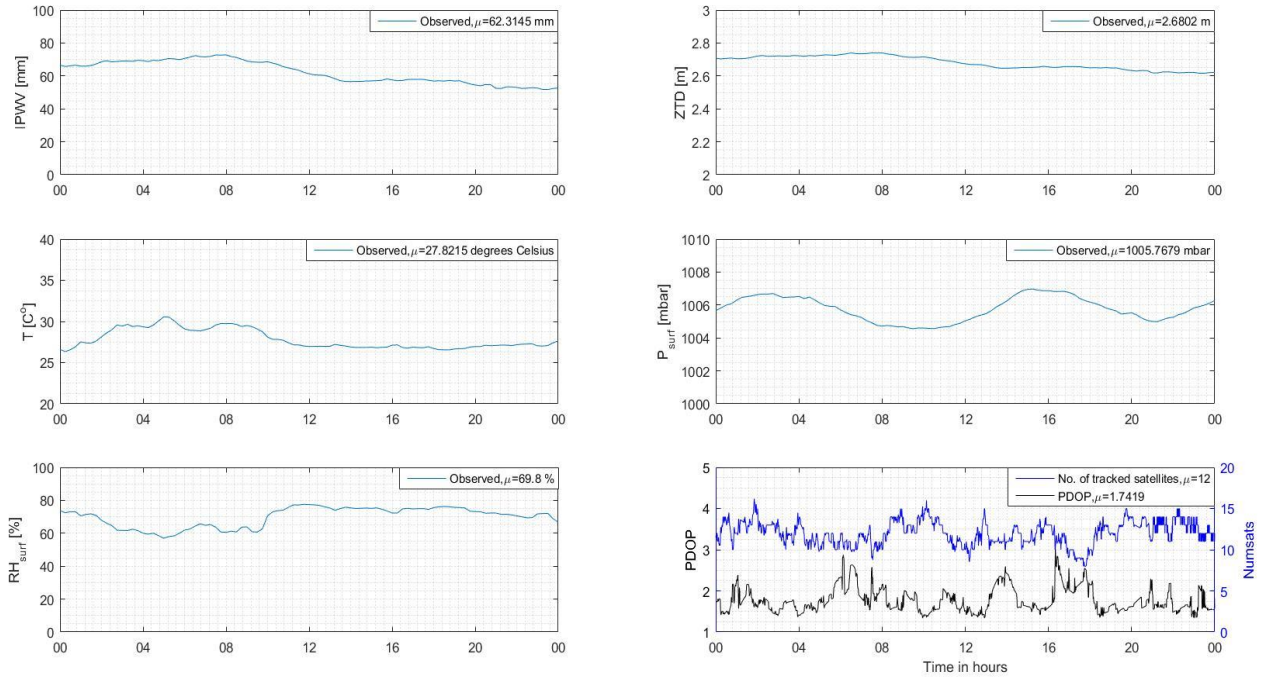 Observed,μ=62.3145 mm
100
80
60
40
20
0
IPWV [mm]
00 04 08 12 16 20 00
Observed,μ=2.6802 m
3
2.8
2.6
2.4
2.2
2
ZTD [m]
00 04 08 12 16 20 00
Observed,μ=27.8215 degrees Celsius
40
35
30
25
20
T [C°]
00 04 08 12 16 20 00
Observed,μ=1005.7679 mbar
1010
1008
1006
1004
1002
1000
P surf [mbar]
00 04 08 12 16 20 00
Observed,μ=69.8 %
100
80
60
40
20
0
RH surf [%]
00 04 08 12 16 20 00
No. of tracked satellites,μ=12
PDOP,μ=1.7419
5
4
3
2
1
PDOP
20
15
10
5
0
Numsats
00 04 08 12 16 20 00
Time in hours